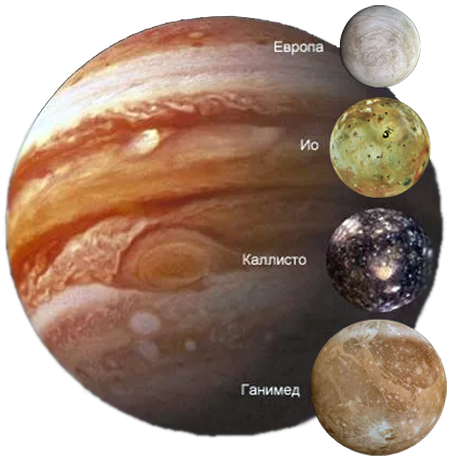 Европа
Ио
Каллисто
Ганимед